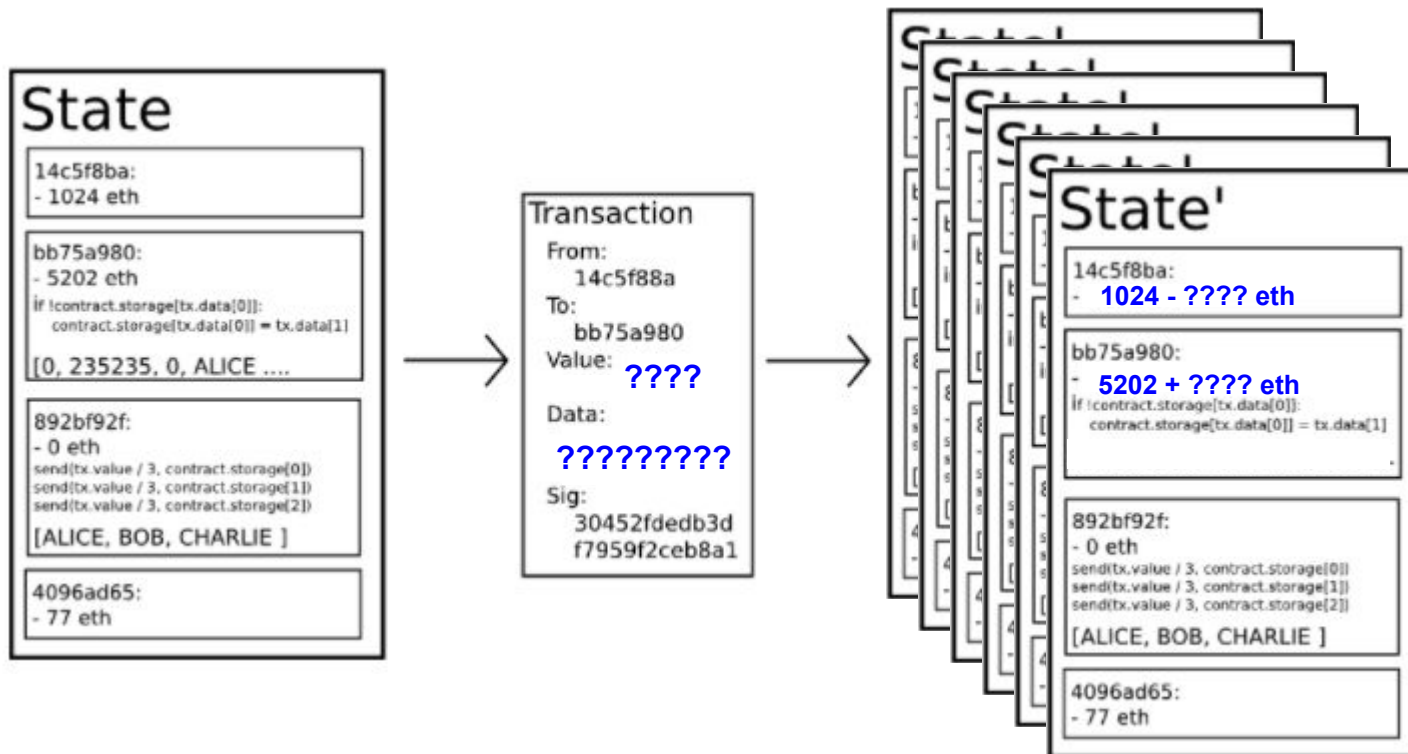 State
14c5f8ba:
- 1024 eth
bb75a980:
- 5202 eth
if !contract.storage[tx.data[0]]:
contract.storage[tx.data[0]] = tx.data[1]
[0, 235235, 0, ALICE ....
892bf92f:
- 0 eth
send(tx.value / 3, contract.storage[0])
send(tx.value / 3, contract.storage[1])
send(tx.value / 3, contract.storage[2])
[ALICE, BOB, CHARLIE ]
4096ad65:
- 77 eth
Transaction
From:
14c5f88a
To:
bb75a980
Value:
????
Data:
?????????
Sig:
30452fdedb3d
f7959f2ceb8a1
State'
State'
State'
State'
State'
State'
14c5f8ba:
- 1024 - ???? eth
bb75a980:
- 5202 + ???? eth
if !contract.storage[tx.data[0]]:
contract.storage[tx.data[0]] = tx.data[1]
.
892bf92f:
- 0 eth
send(tx.value / 3, contract.storage[0])
send(tx.value / 3, contract.storage[1])
send(tx.value / 3, contract.storage[2])
[ALICE, BOB, CHARLIE ]
4096ad65:
- 77 eth